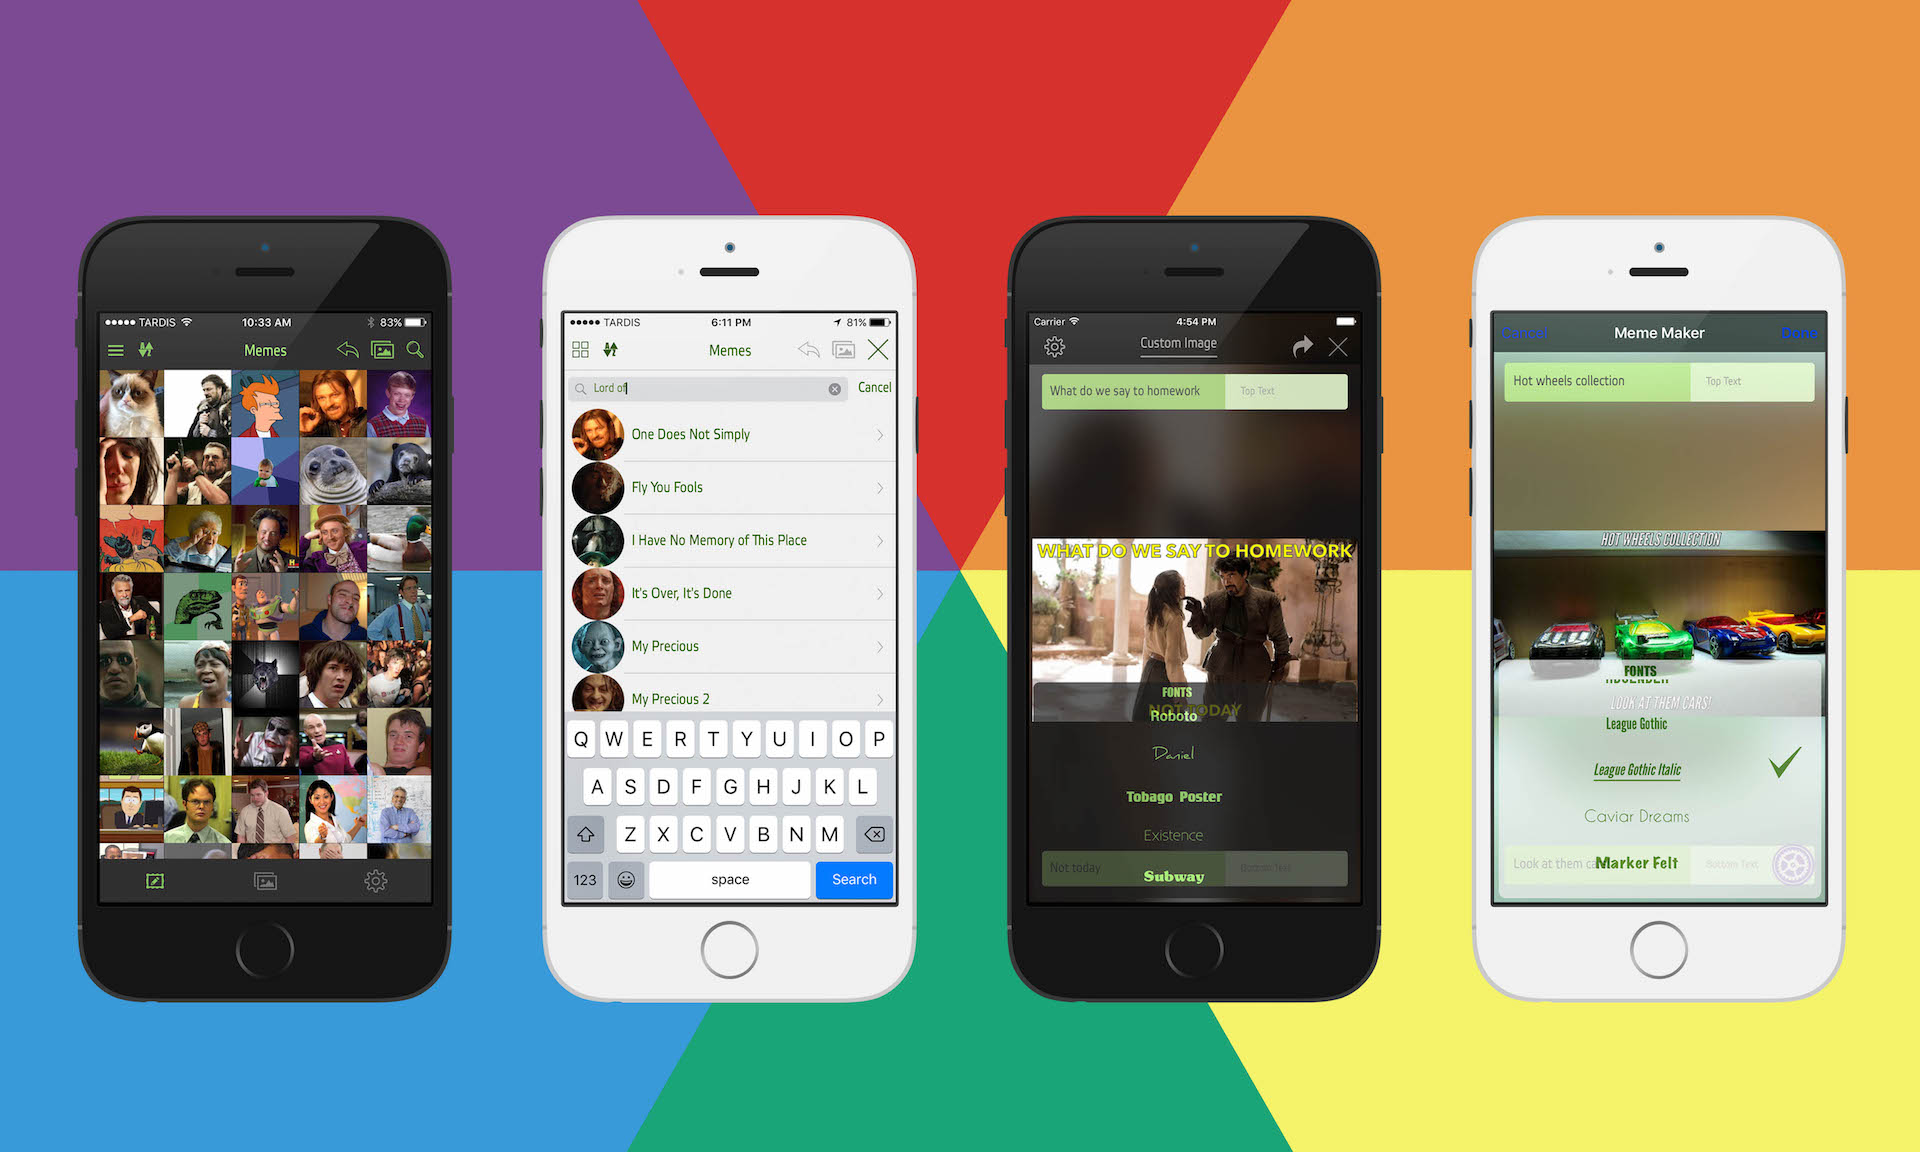 TARDIS 10:33 AM 83%
Memes
TARDIS 6:11 PM 81%
Memes
Lord of Cancel
One Does Not Simply
Fly You Fools
I Have No Memory of This Place
It's Over, It's Done
My Precious
My Precious 2
Q W E R T Y U I O P
A S D F G H J K L
Z X C V B N M
123 space Search
Carrier 4:54 PM
Custom Image
What do we say to homework Top Text
WHAT DO WE SAY TO HOMEWORK
FONTS
NOT TODAY
Roboto
Daniel
Tobago Poster
Existence
Not today Bottom Text
Subway
Cancel Meme Maker Done
Hot wheels collection Top Text
HOT WHEELS COLLECTION
FONTS
LOOK AT THEM CARS!
League Gothic
League Gothic Italic
Caviar Dreams
Look at them Marker Felt Bottom Text